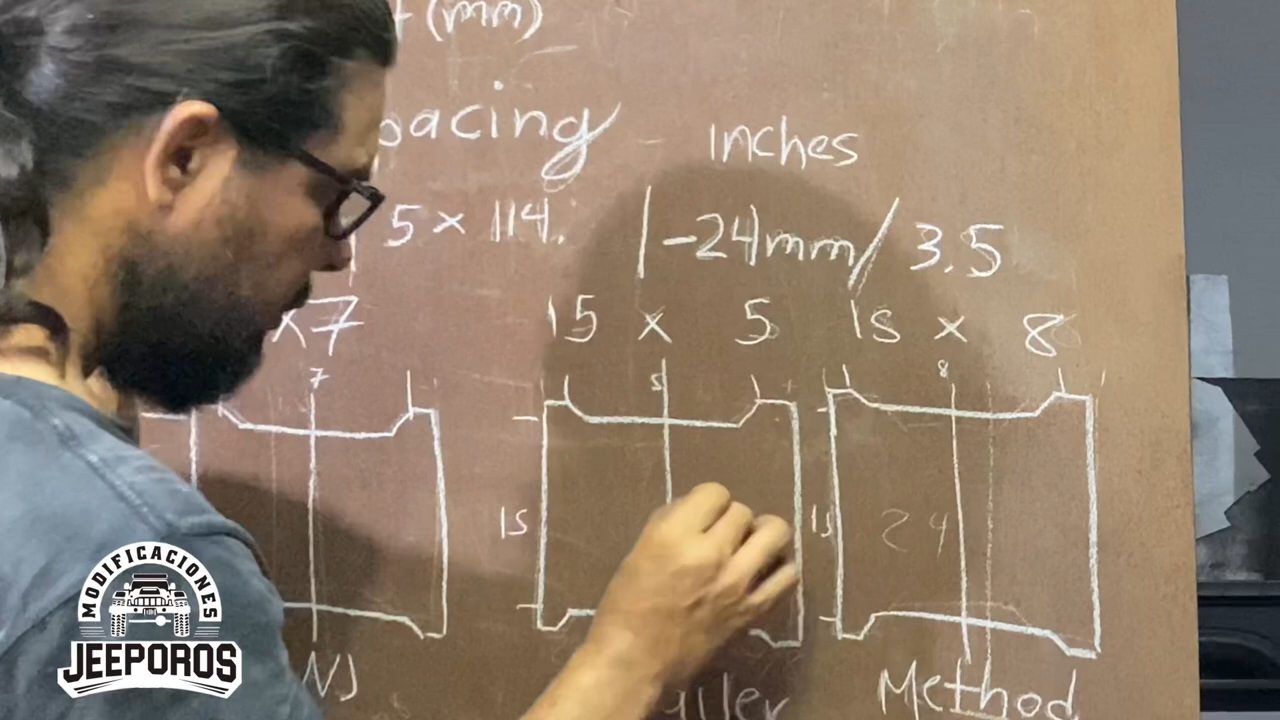 (mm)
pacing - inches
5 x 114. | -24mm / 3.5
x7 15 x 5 15 x 8
7 5 8
15 15 24
Method
MODIFICACIONES
JEEPOROS